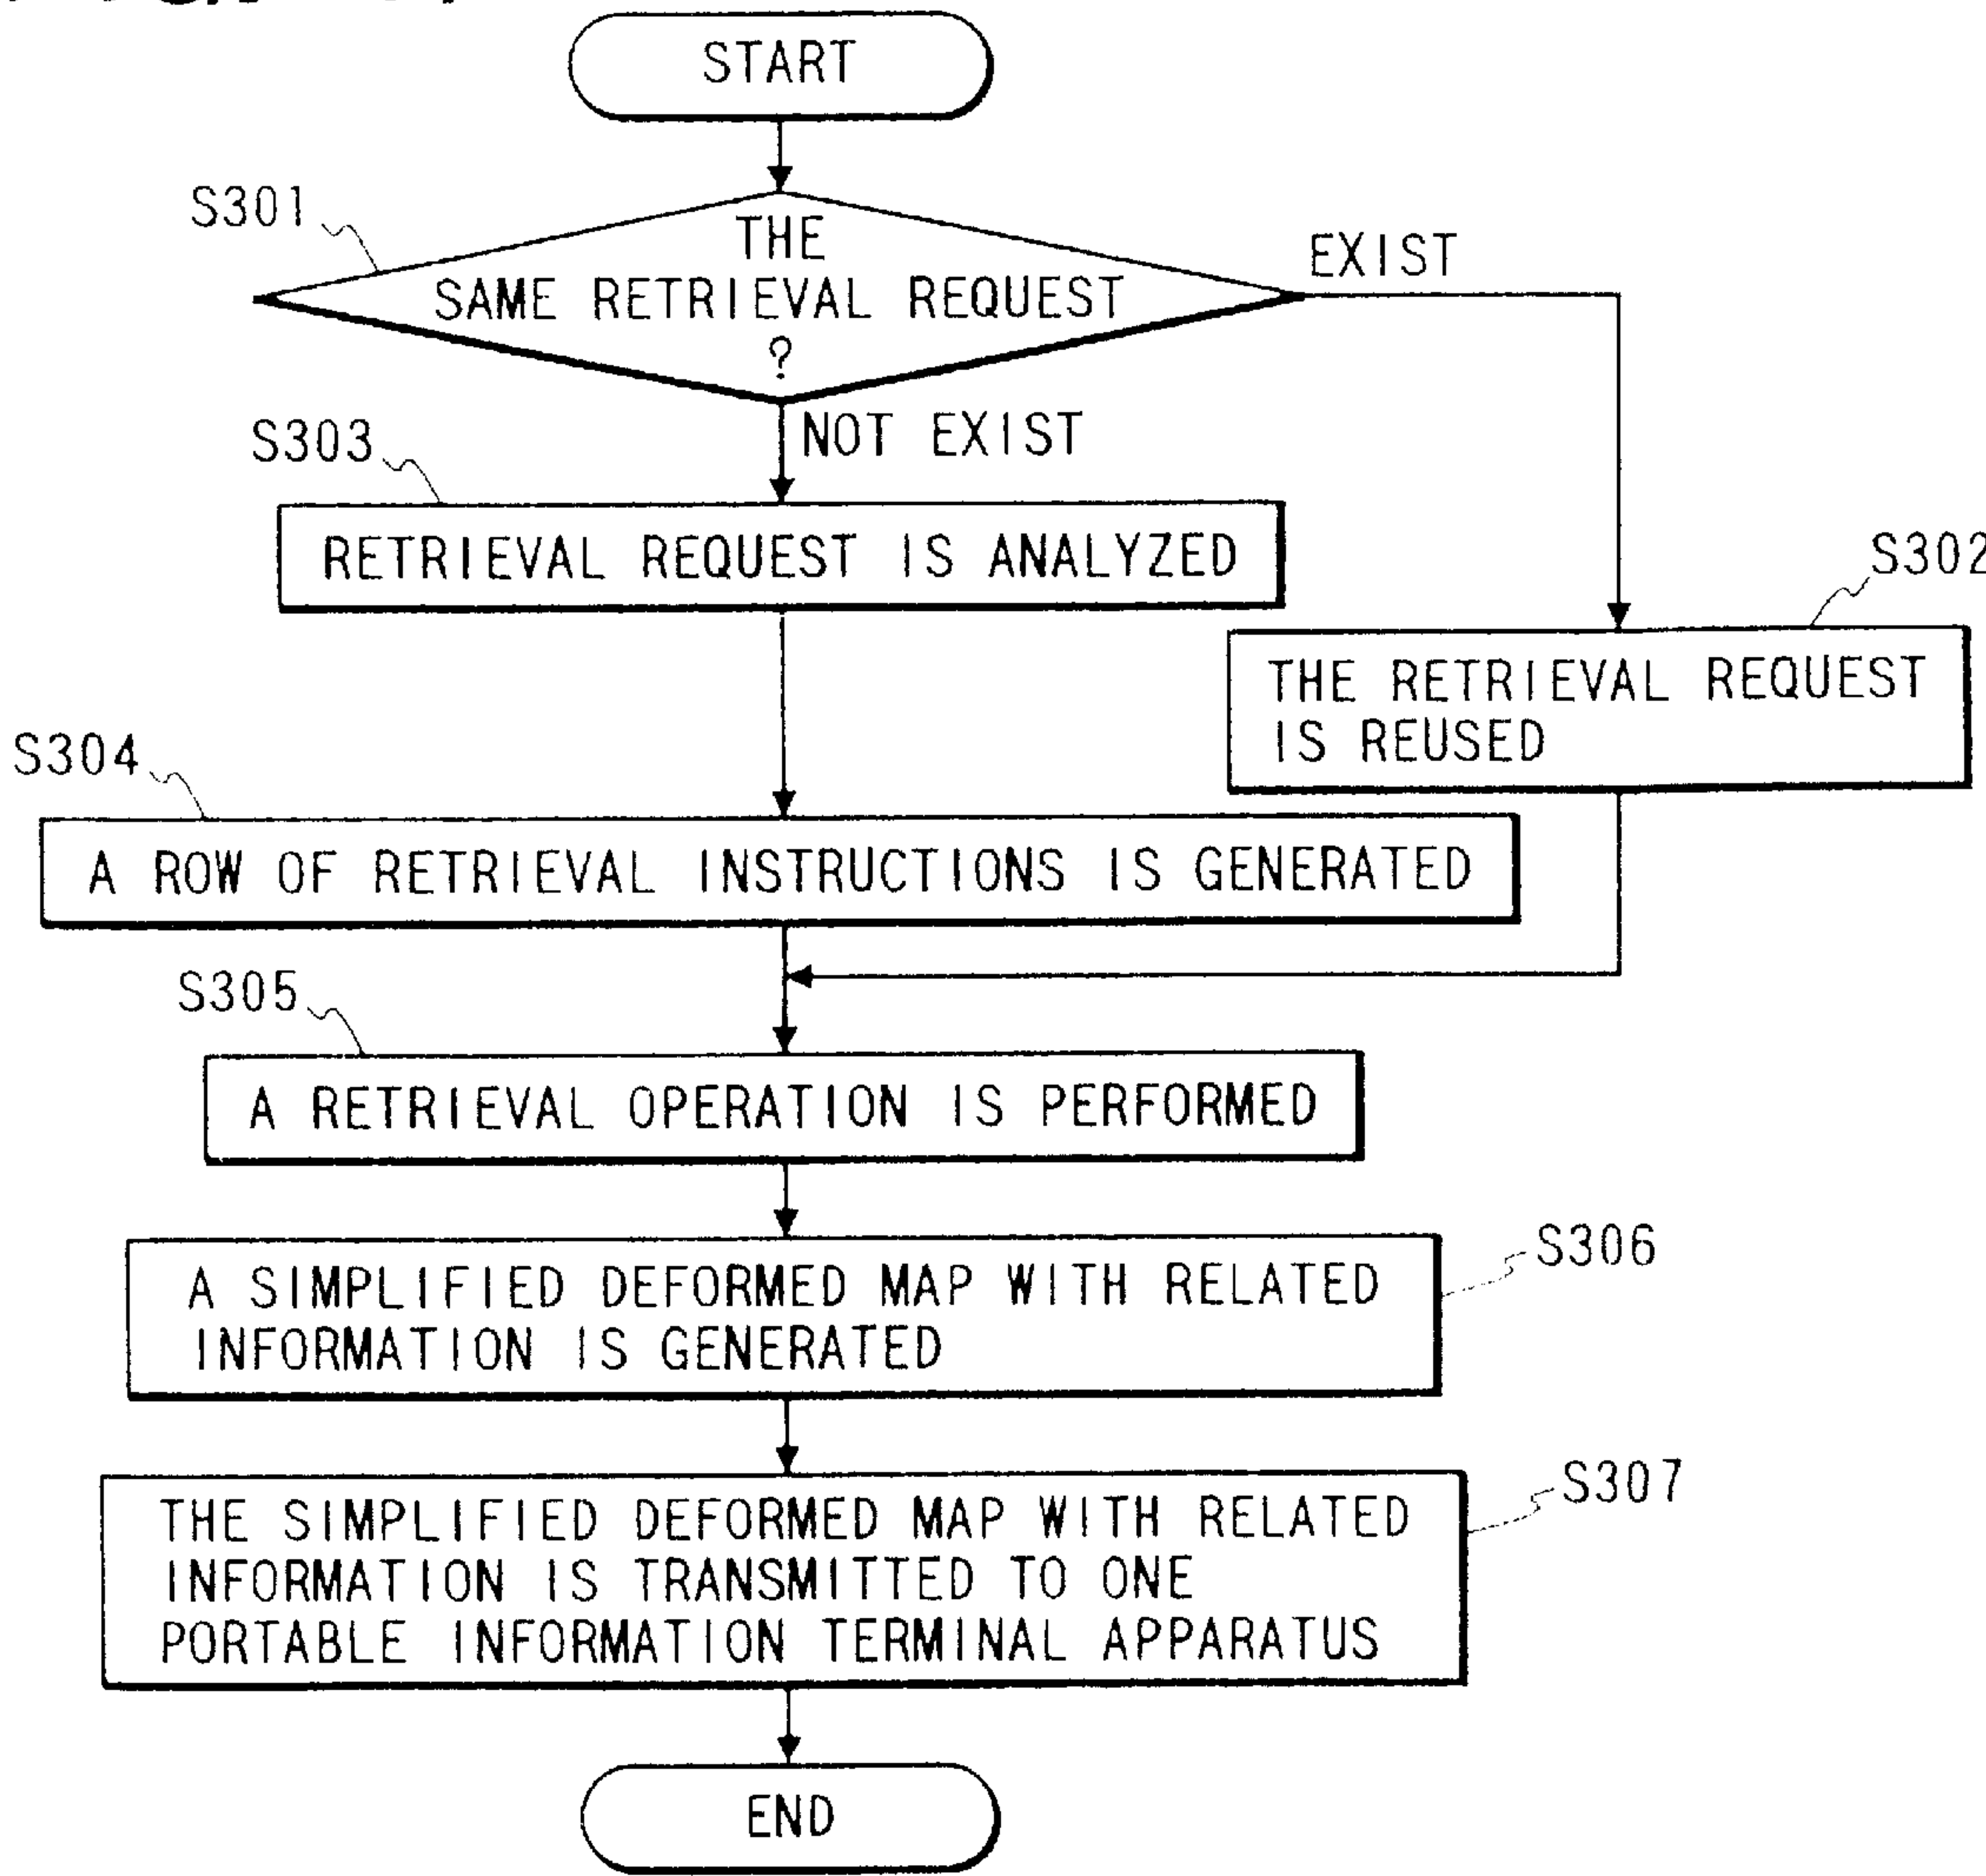 START
S301
THE
SAME RETRIEVAL REQUEST
?
EXIST
NOT EXIST
S303
RETRIEVAL REQUEST IS ANALYZED
S302
THE RETRIEVAL REQUEST
IS REUSED
S304
A ROW OF RETRIEVAL INSTRUCTIONS IS GENERATED
S305
A RETRIEVAL OPERATION IS PERFORMED
S306
A SIMPLIFIED DEFORMED MAP WITH RELATED
INFORMATION IS GENERATED
S307
THE SIMPLIFIED DEFORMED MAP WITH RELATED
INFORMATION IS TRANSMITTED TO ONE
PORTABLE INFORMATION TERMINAL APPARATUS
END